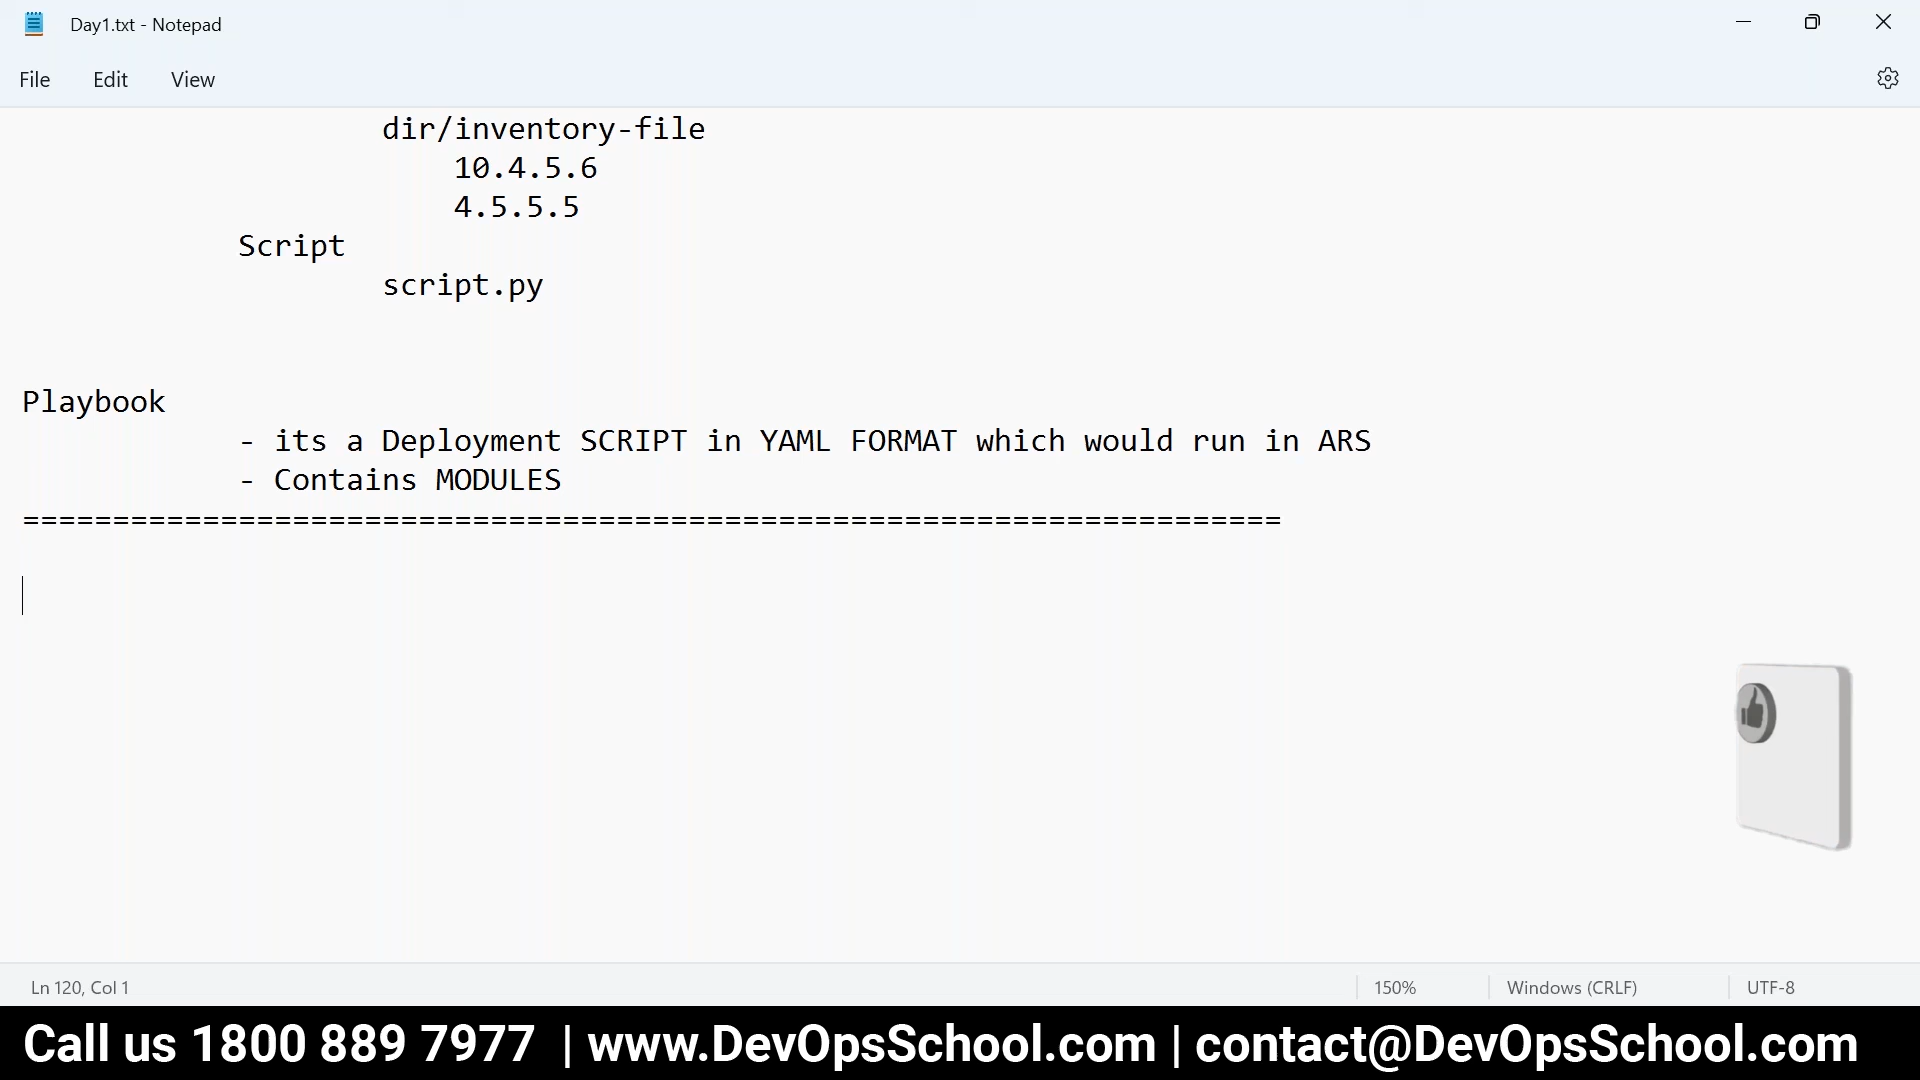 Day1.txt - Notepad
File Edit View
dir/inventory-file
10.4.5.6
4.5.5.5
Script
script.py
Playbook
- its a Deployment SCRIPT in YAML FORMAT which would run in ARS
- Contains MODULES
======================================================================
Ln 120, Col 1 150% Windows (CRLF) UTF-8
Call us 1800 889 7977 | www.DevOpsSchool.com | contact@DevOpsSchool.com